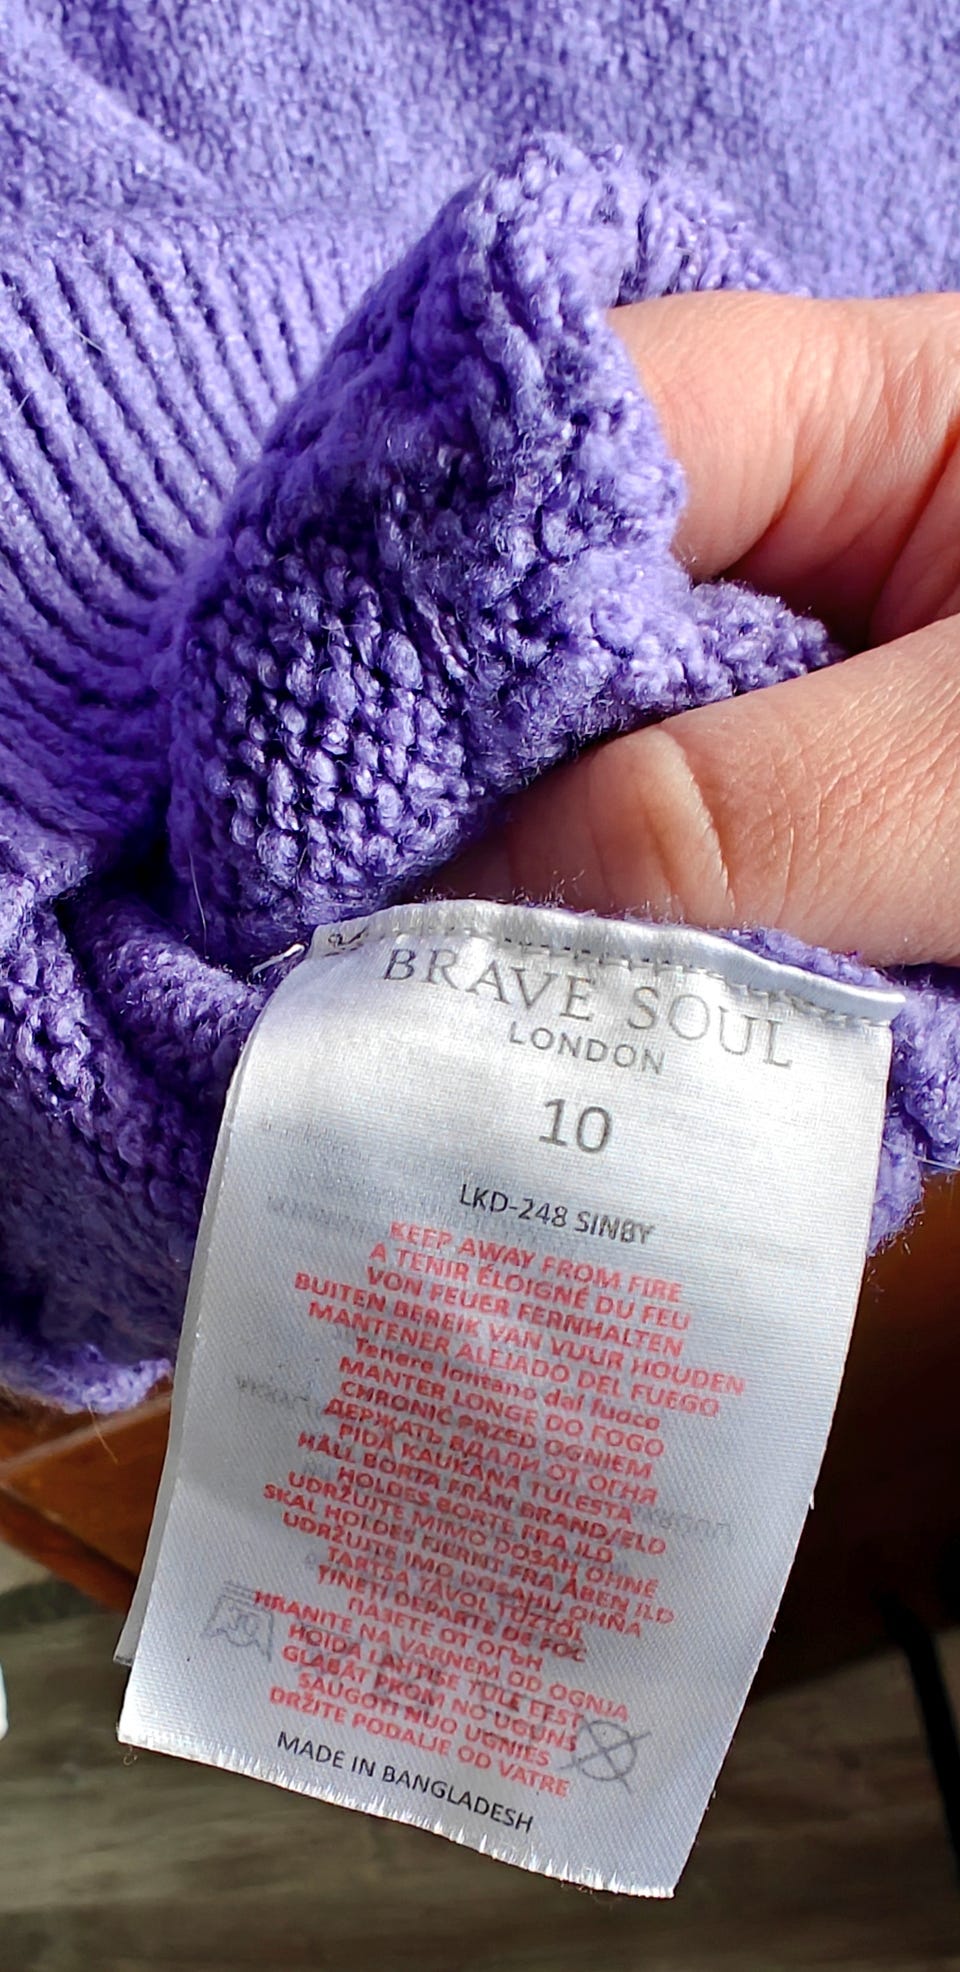 BRAVE SOUL
LONDON
10
LKD-248 SINBY
KEEP AWAY FROM FIRE
A TENIR ÉLOIGNÉ DU FEU
VON FEUER FERNHALTEN
BUITEN BEREIK VAN VUUR HOUDEN
MANTENER ALEJADO DEL FUEGO
Tenere lontano dal fuoco
MANTER LONGE DO FOGO
CHRONIĆ PRZED OGNIEM
ДЕРЖАТЬ ВДАЛИ ОТ ОГНЯ
PIDÄ KAUKANA TULESTA
HÅLL BORTA FRÅN BRAND/ELD
HOLDES BORTE FRA ILD
UDRŽUJTE MIMO DOSAH OHNĚ
SKAL HOLDES FJERNT FRA ÅBEN ILD
UDRŽUJTE IMO DOSAHU OHŇA
TARTSA TÁVOL TŰZTŐL
TINETI DEPARTE DE FOC
ПАЗЕТЕ ОТ ОГЪН
HRANITE NA VARNEM OD OGNJA
HOIDA LAHTISE TULE EEST
GLABĀT PROM NO UGUNS
SAUGOTI NUO UGNIES
DRŽITE PODALJE OD VATRE
MADE IN BANGLADESH